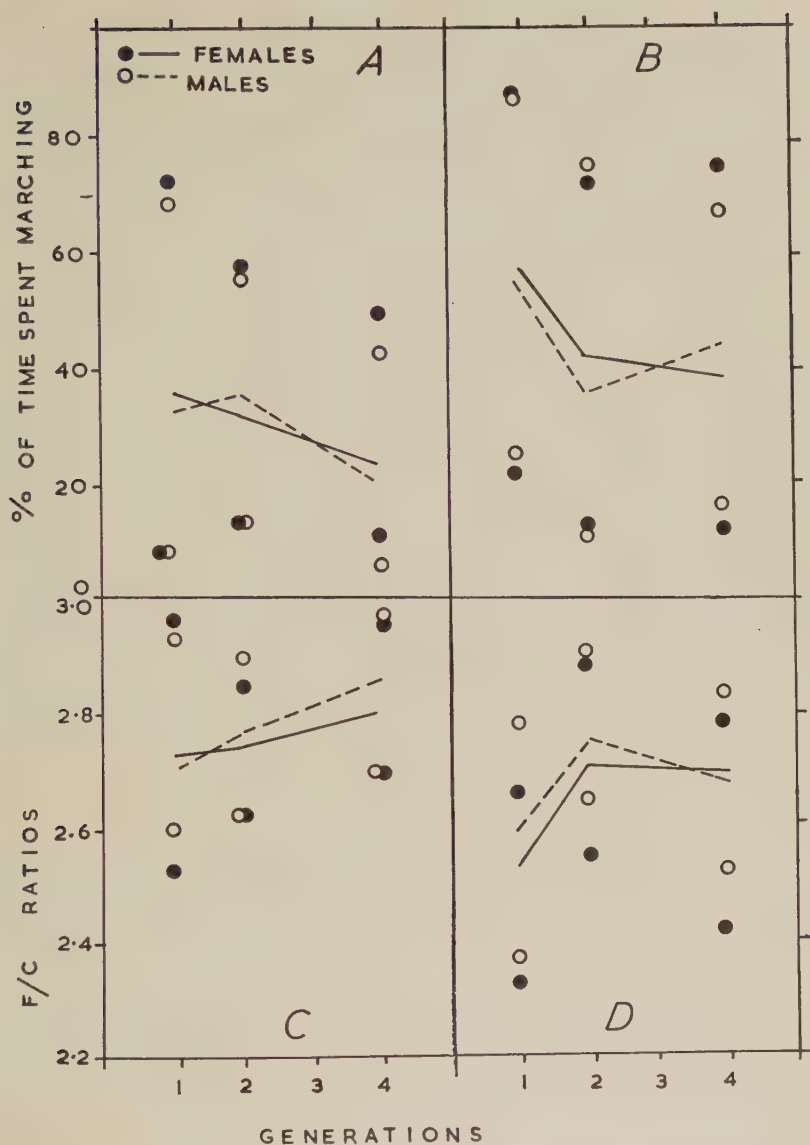 FEMALES
MALES
A
B
% OF TIME SPENT MARCHING
80
60
40
20
0
3·0
2·8
2·6
2·4
2·2
F/C RATIOS
C
D
1 2 3 4
1 2 3 4
GENERATIONS